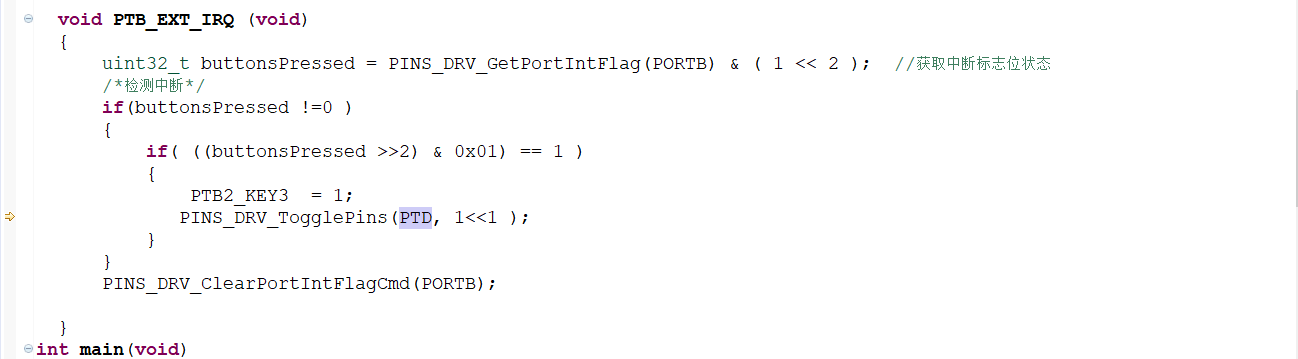 void PTB_EXT_IRQ (void)
{
uint32_t buttonsPressed = PINS_DRV_GetPortIntFlag(PORTB) & ( 1 << 2 ); //获取中断标志位状态
/*检测中断*/
if(buttonsPressed !=0 )
{
if( ((buttonsPressed >>2) & 0x01) == 1 )
{
PTB2_KEY3 = 1;
PINS_DRV_TogglePins(PTD, 1<<1 );
}
}
PINS_DRV_ClearPortIntFlagCmd(PORTB);
}
int main(void)